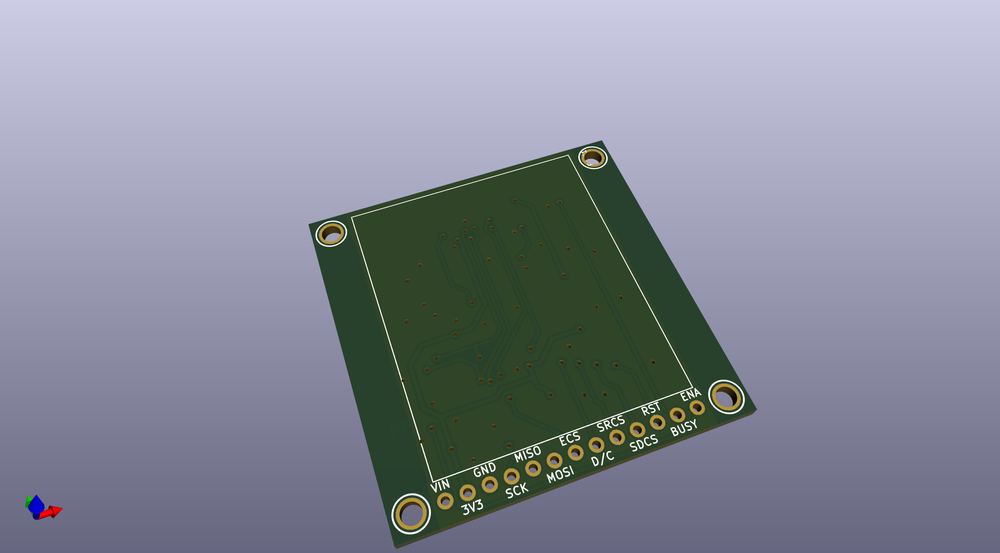 VIN
3V3
GND
SCK
MISO
MOSI
ECS
D/C
SRCS
SDCS
RST
BUSY
ENA